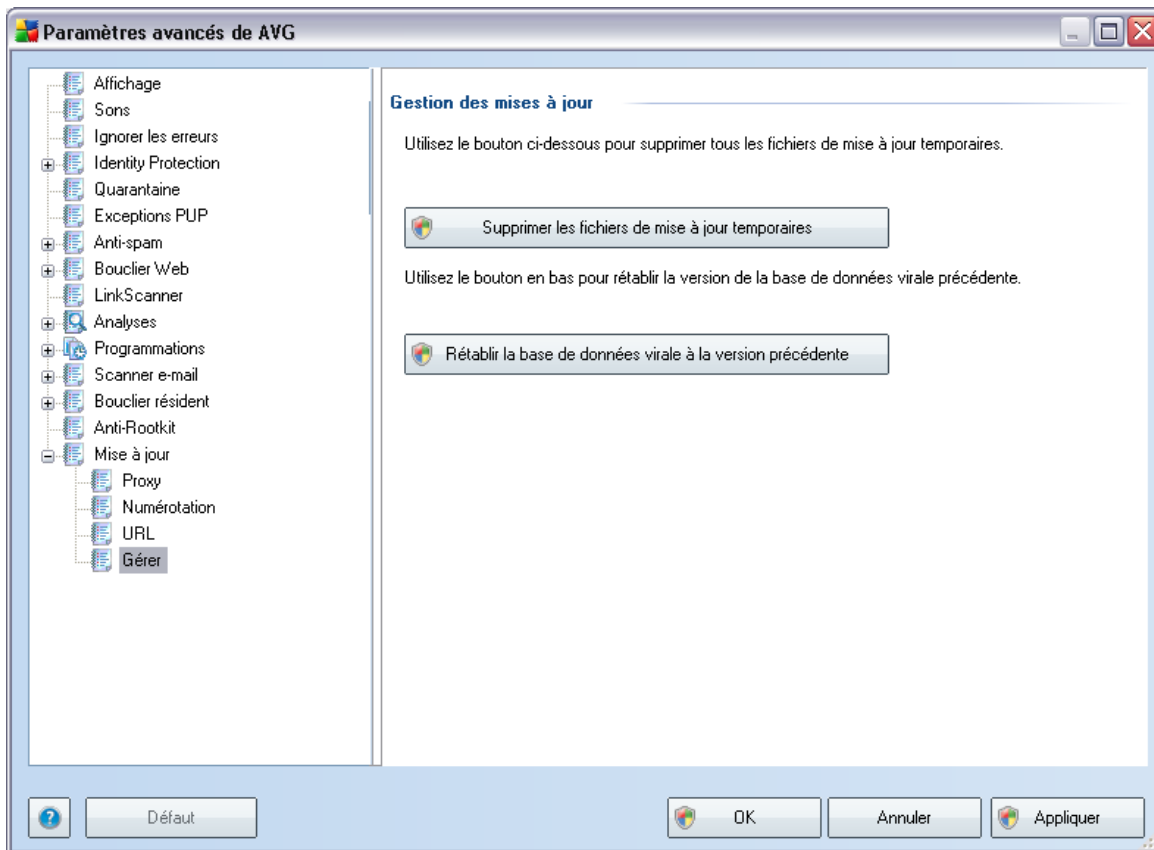 Paramètres avancés de AVG
Affichage
Sons
Ignorer les erreurs
Identity Protection
Quarantaine
Exceptions PUP
Anti-spam
Bouclier Web
LinkScanner
Analyses
Programmations
Scanner e-mail
Bouclier résident
Anti-Rootkit
Mise à jour
Proxy
Numérotation
URL
Gérer
Gestion des mises à jour
Utilisez le bouton ci-dessous pour supprimer tous les fichiers de mise à jour temporaires.
Supprimer les fichiers de mise à jour temporaires
Utilisez le bouton en bas pour rétablir la version de la base de données virale précédente.
Rétablir la base de données virale à la version précédente
?
Défaut
OK
Annuler
Appliquer